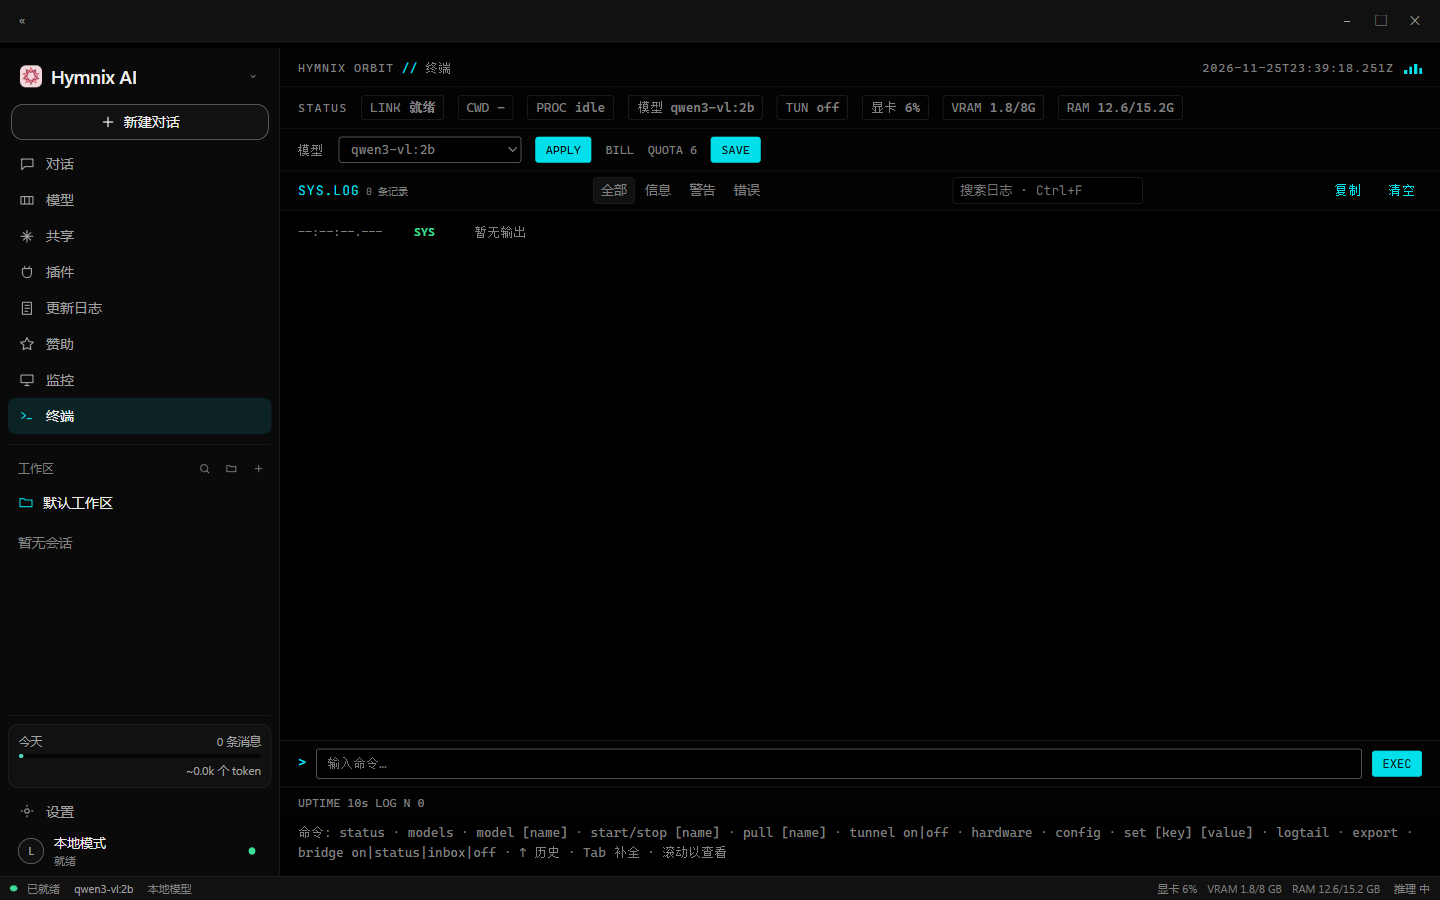 «
Hymnix AI
+ 新建对话
对话
模型
共享
插件
更新日志
赞助
监控
终端
工作区
默认工作区
暂无会话
今天 0 条消息
~0.0k 个 token
设置
L 本地模式
就绪
HYMNIX ORBIT // 终端 2026-11-25T23:39:18.251Z
STATUS LINK 就绪 CWD — PROC idle 模型 qwen3-vl:2b TUN off 显卡 6% VRAM 1.8/8G RAM 12.6/15.2G
模型 qwen3-vl:2b APPLY BILL QUOTA 6 SAVE
SYS.LOG 0 条记录 全部 信息 警告 错误 搜索日志 · Ctrl+F 复制 清空
--:--:--.--- SYS 暂无输出
> 输入命令… EXEC
UPTIME 10s LOG N 0
命令: status · models · model [name] · start/stop [name] · pull [name] · tunnel on|off · hardware · config · set [key] [value] · logtail · export ·
bridge on|status|inbox|off · ↑ 历史 · Tab 补全 · 滚动以查看
已就绪 qwen3-vl:2b 本地模型 显卡 6% VRAM 1.8/8 GB RAM 12.6/15.2 GB 推理 中